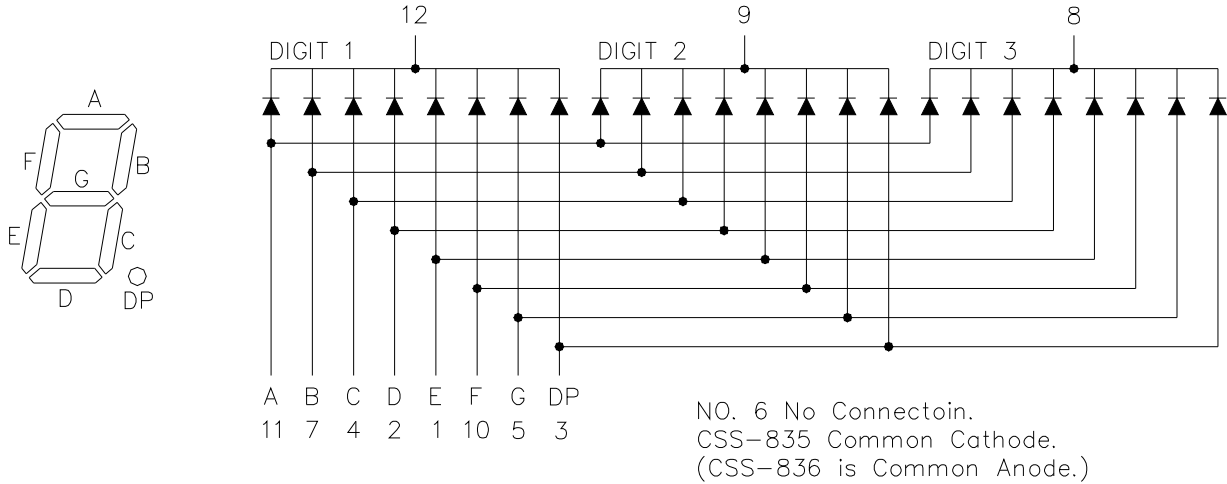 12 9 8
DIGIT 1 DIGIT 2 DIGIT 3
A
F B
G
E C
D DP
A B C D E F G DP
11 7 4 2 1 10 5 3
NO. 6 No Connectoin.
CSS-835 Common Cathode.
(CSS-836 is Common Anode.)